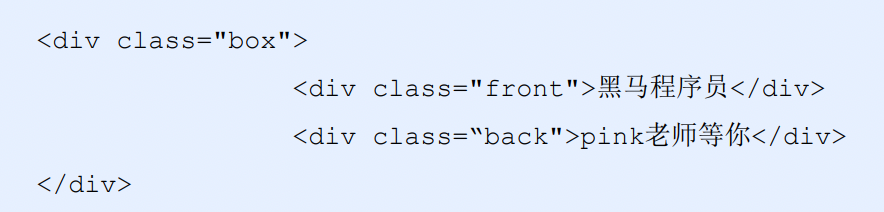 <div class="box">
<div class="front">黑马程序员</div>
<div class=“back">pink老师等你</div>
</div>